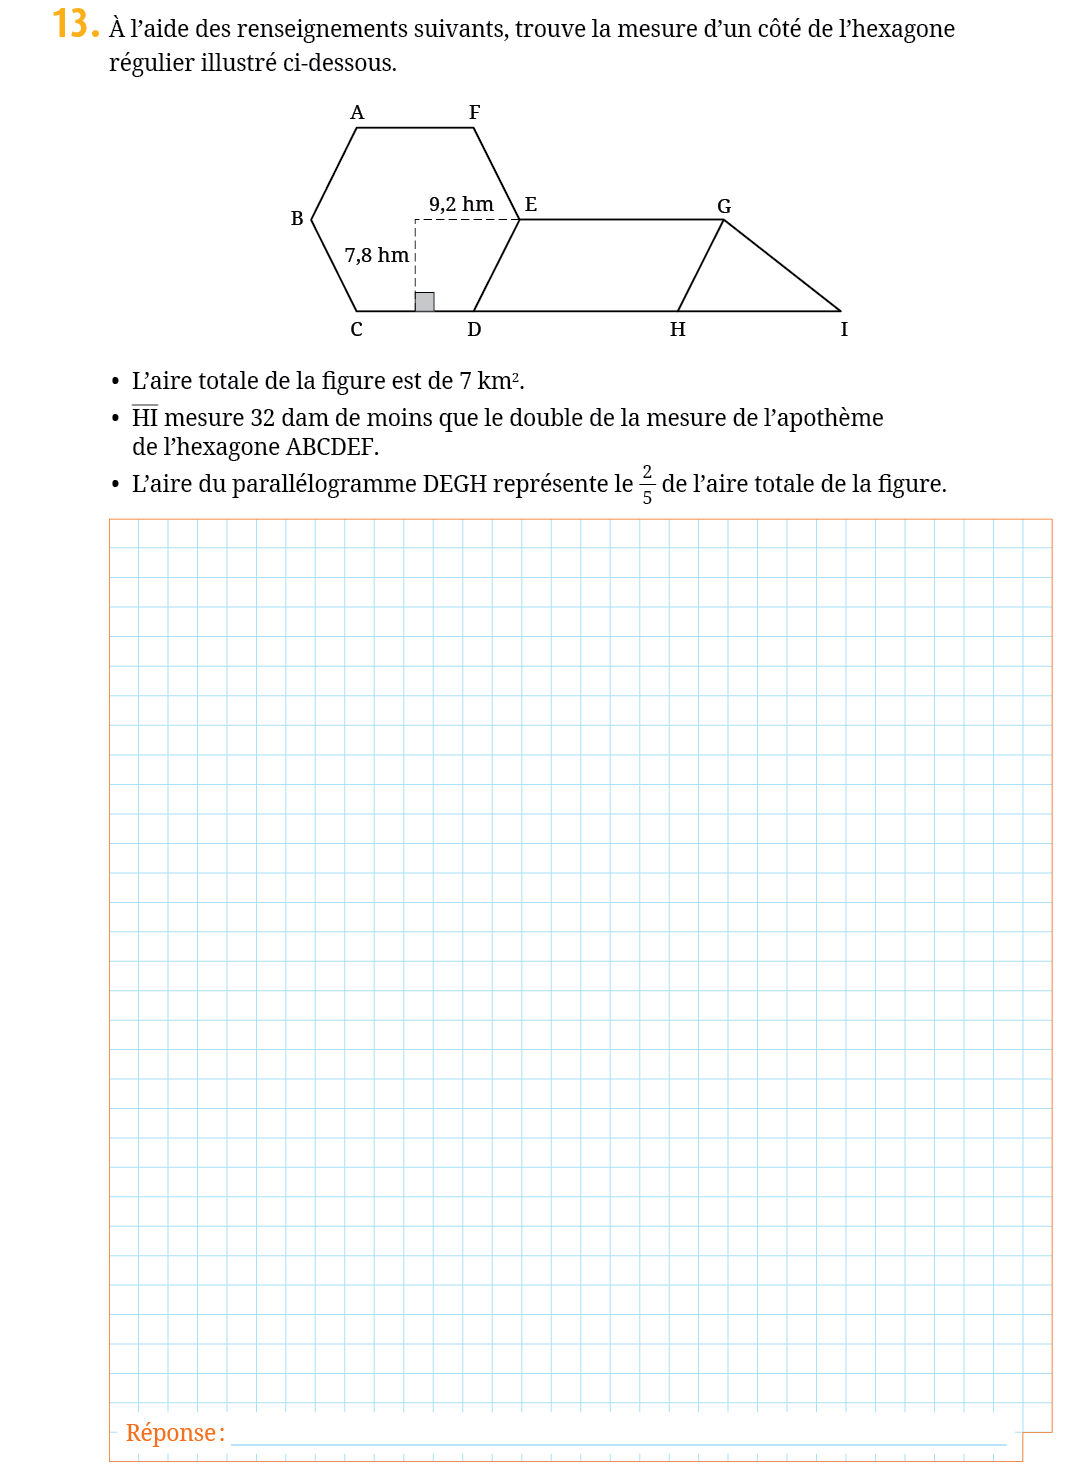 13. À l’aide des renseignements suivants, trouve la mesure d’un côté de l’hexagone
régulier illustré ci-dessous.
A F
9,2 hm E G
B
7,8 hm
C D H I
• L’aire totale de la figure est de 7 km².
• H̅I̅ mesure 32 dam de moins que le double de la mesure de l’apothème
de l’hexagone ABCDEF.
• L’aire du parallélogramme DEGH représente le 2/5 de l’aire totale de la figure.
Réponse :